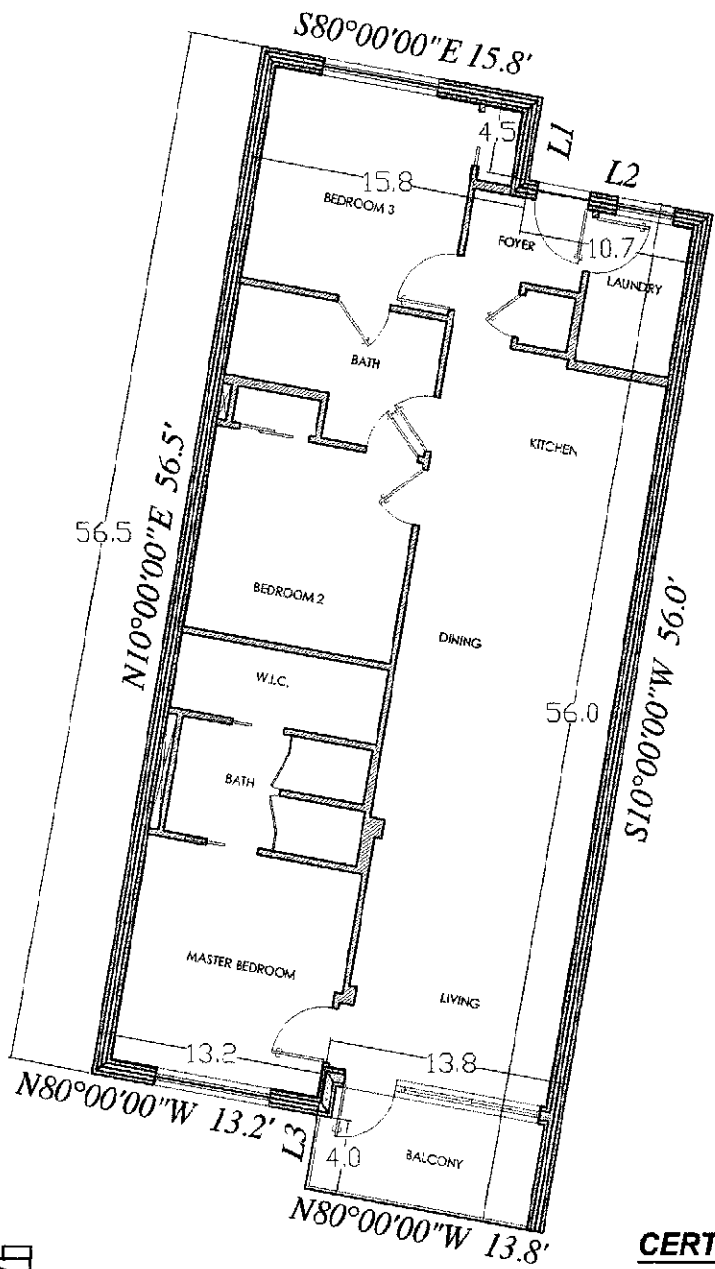 S80°00'00"E 15.8'
4.5
L1
L2
15.8
BEDROOM 3
FOYER
10.7
LAUNDRY
BATH
KITCHEN
N10°00'00"E 56.5'
56.5
BEDROOM 2
DINING
W.I.C.
56.0
S10°00'00"W 56.0'
BATH
MASTER BEDROOM
LIVING
13.2
13.8
N80°00'00"W 13.2'
L3
4.0
BALCONY
N80°00'00"W 13.8'
CERT